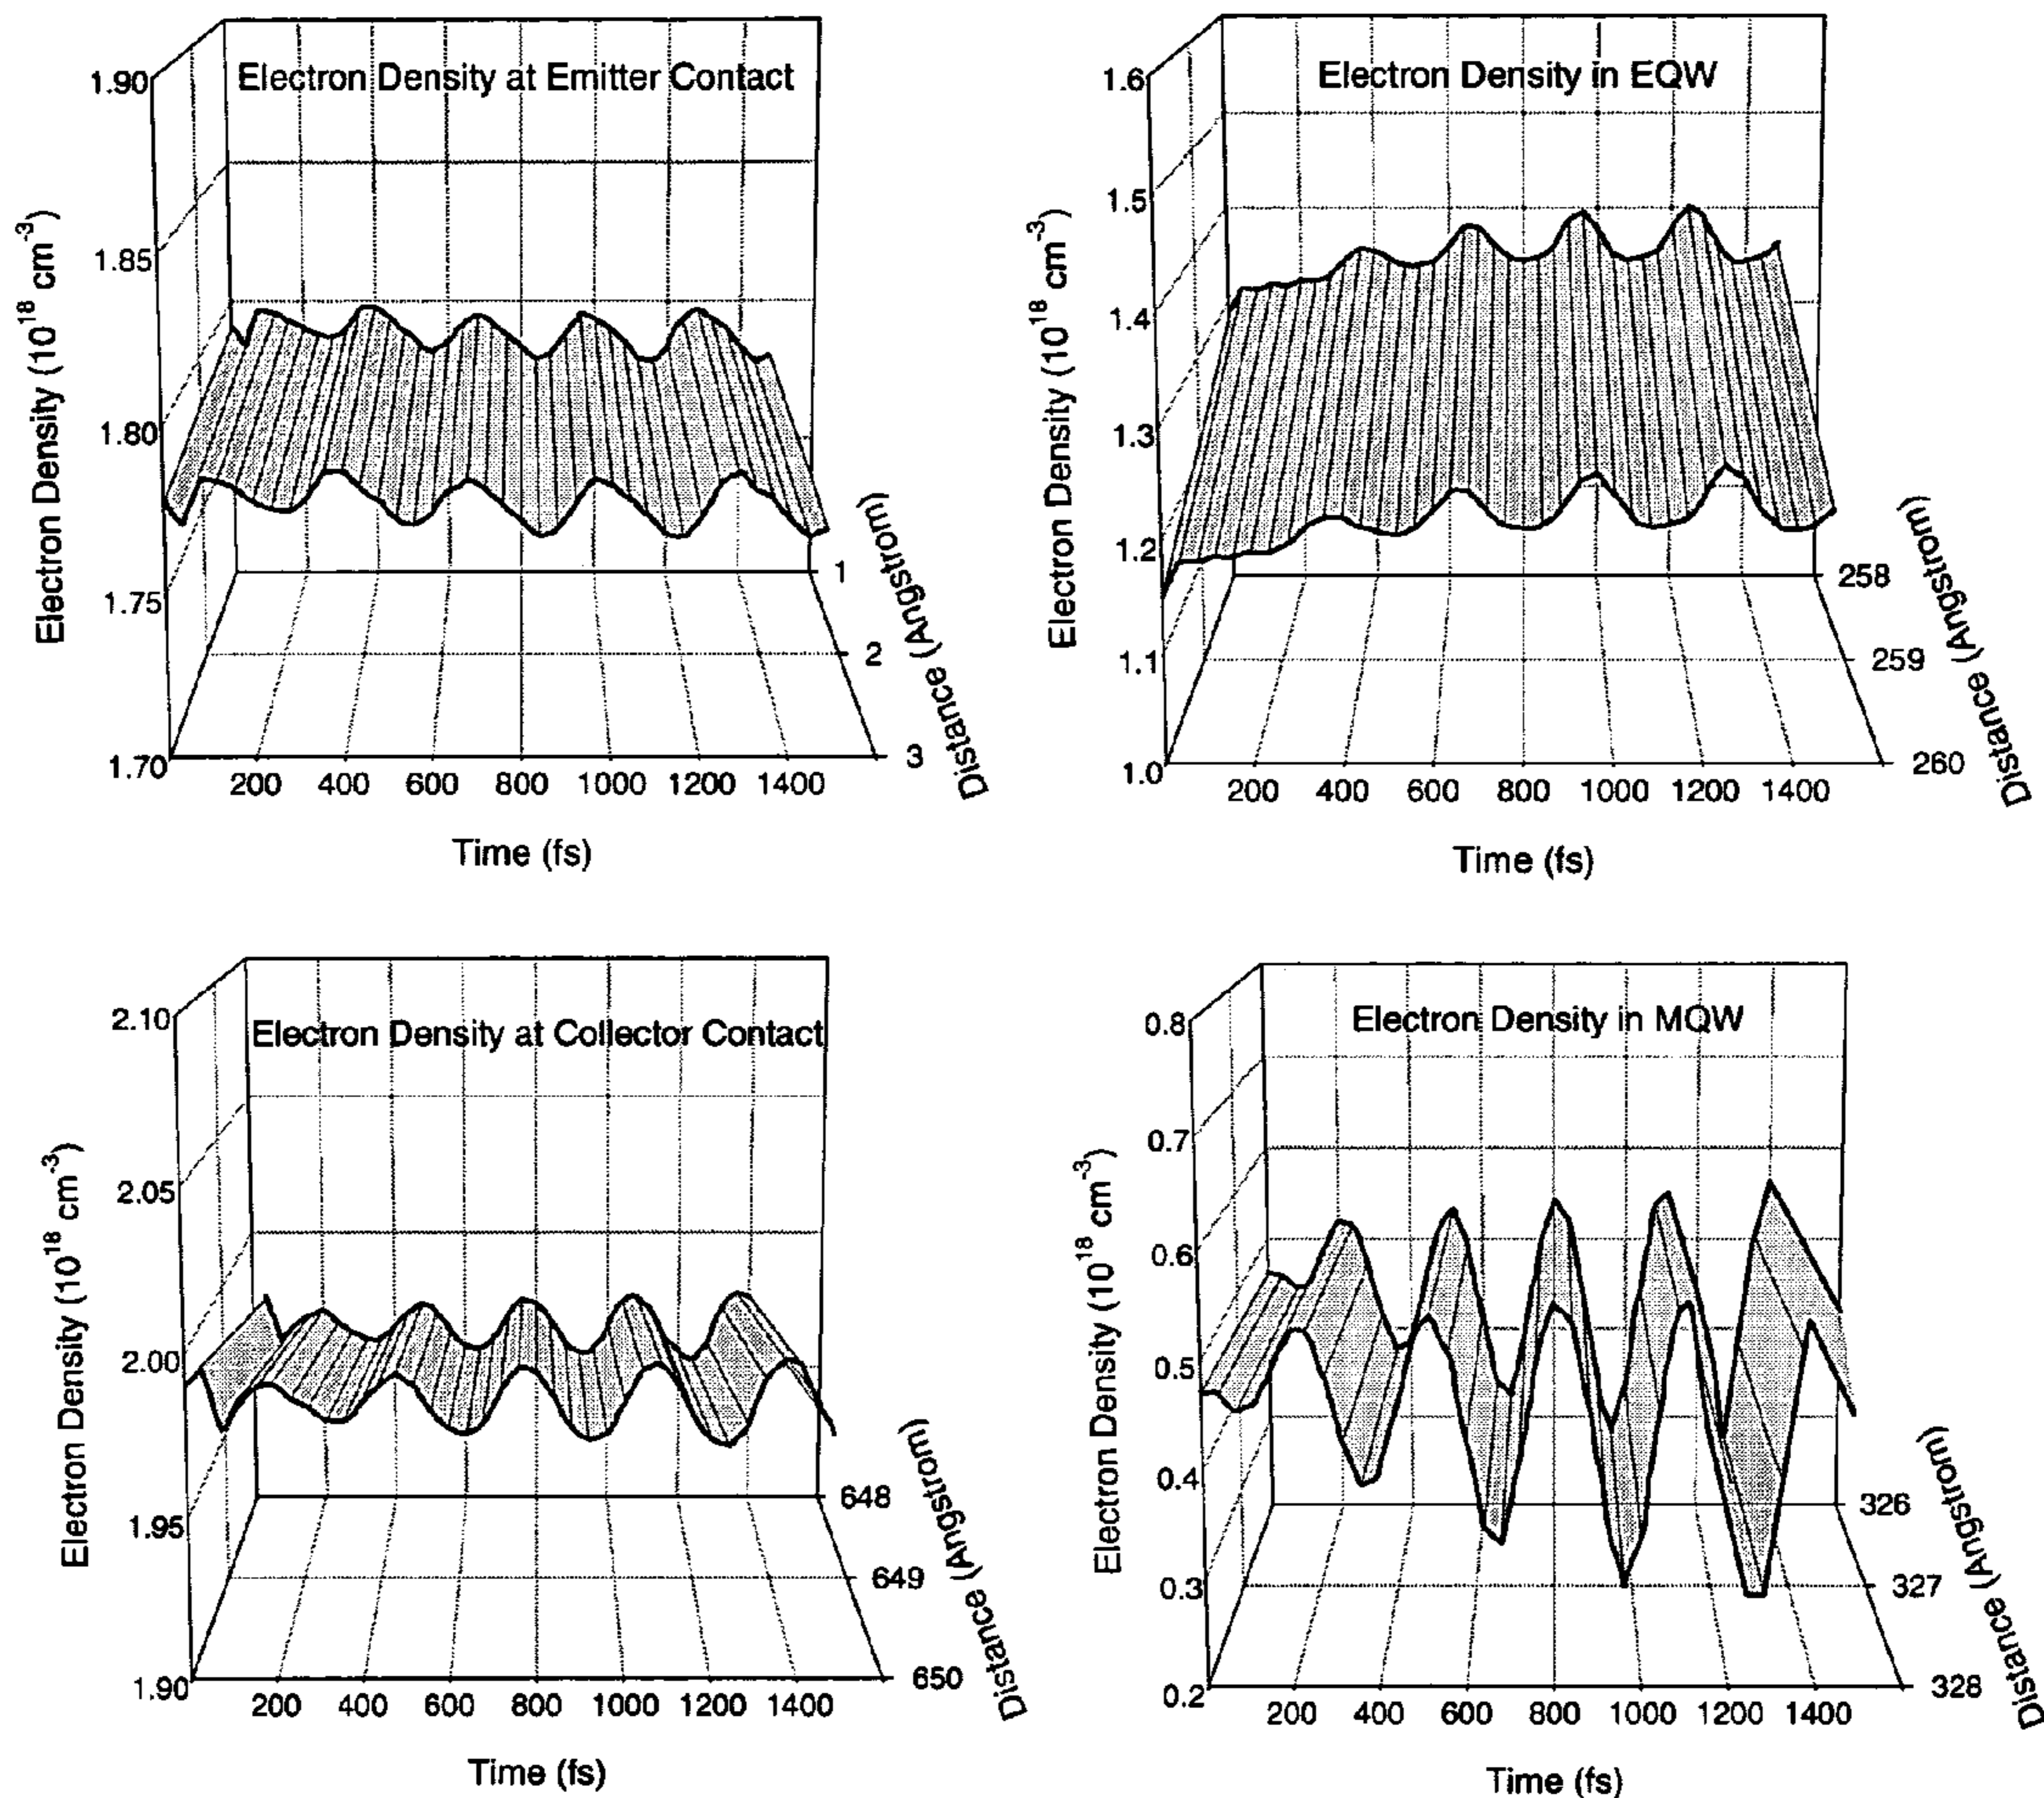 Electron Density at Emitter Contact
Electron Density (10^18 cm^-3)
1.90
1.85
1.80
1.75
1.70
200 400 600 800 1000 1200 1400
Time (fs)
1
2
3
Distance (Angstrom)
Electron Density in EQW
Electron Density (10^18 cm^-3)
1.6
1.5
1.4
1.3
1.2
1.1
1.0
200 400 600 800 1000 1200 1400
Time (fs)
258
259
260
Distance (Angstrom)
Electron Density at Collector Contact
Electron Density (10^18 cm^-3)
2.10
2.05
2.00
1.95
1.90
200 400 600 800 1000 1200 1400
Time (fs)
648
649
650
Distance (Angstrom)
Electron Density in MQW
Electron Density (10^18 cm^-3)
0.8
0.7
0.6
0.5
0.4
0.3
0.2
200 400 600 800 1000 1200 1400
Time (fs)
326
327
328
Distance (Angstrom)